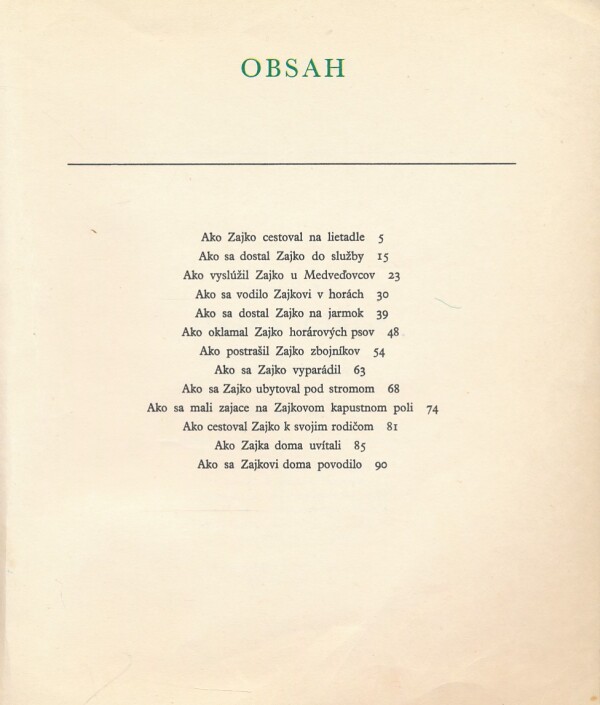 OBSAH
Ako Zajko cestoval na lietadle 5
Ako sa dostal Zajko do služby 15
Ako vyslúžil Zajko u Medveďovcov 23
Ako sa vodilo Zajkovi v horách 30
Ako sa dostal Zajko na jarmok 39
Ako oklamal Zajko horárových psov 48
Ako postrašil Zajko zbojníkov 54
Ako sa Zajko vyparádil 63
Ako sa Zajko ubytoval pod stromom 68
Ako sa mali zajace na Zajkovom kapustnom poli 74
Ako cestoval Zajko k svojim rodičom 81
Ako Zajka doma uvítali 85
Ako sa Zajkovi doma povodilo 90